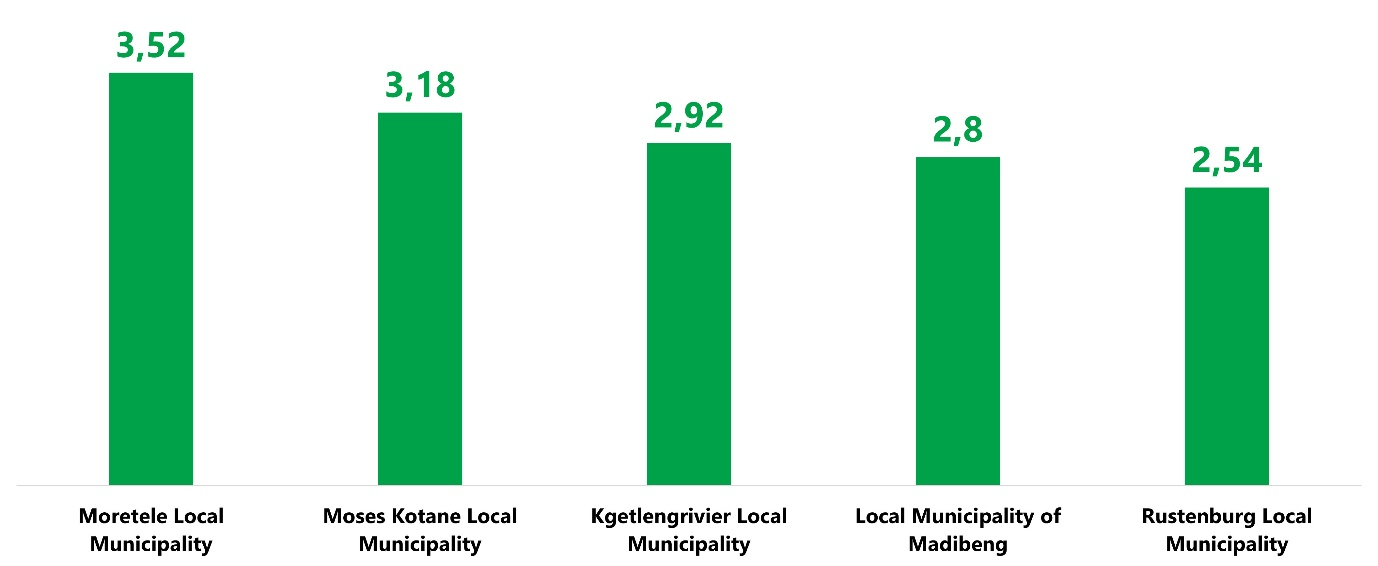 3,52
3,18
2,92
2,8
2,54
Moretele Local
Municipality
Moses Kotane Local
Municipality
Kgetlengrivier Local
Municipality
Local Municipality of
Madibeng
Rustenburg Local
Municipality